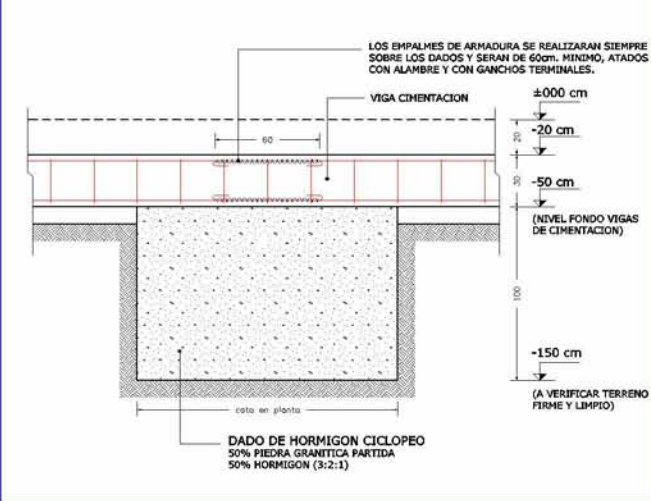 LOS EMPALMES DE ARMADURA SE REALIZARAN SIEMPRE
SOBRE LOS DADOS Y SERAN DE 60cm. MINIMO, ATADOS
CON ALAMBRE Y CON GANCHOS TERMINALES.
VIGA CIMENTACION
±000 cm
20
-20 cm
60
30
-50 cm
(NIVEL FONDO VIGAS
DE CIMENTACION)
100
-150 cm
(A VERIFICAR TERRENO
FIRME Y LIMPIO)
cota en planta
DADO DE HORMIGON CICLOPEO
50% PIEDRA GRANITICA PARTIDA
50% HORMIGON (3:2:1)